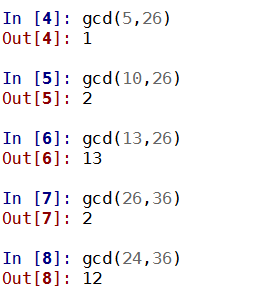 In [4]: gcd(5,26)
Out[4]: 1
In [5]: gcd(10,26)
Out[5]: 2
In [6]: gcd(13,26)
Out[6]: 13
In [7]: gcd(26,36)
Out[7]: 2
In [8]: gcd(24,36)
Out[8]: 12